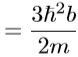 = \frac{3\hbar^2 b}{2m}